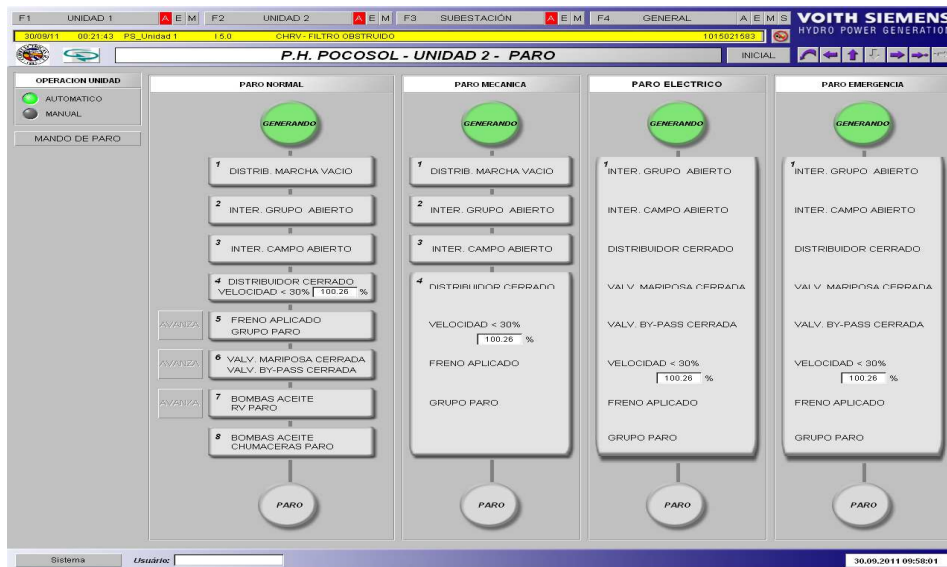 F1 UNIDAD 1 A E M F2 UNIDAD 2 A E M F3 SUBESTACIÓN A E M F4 GENERAL A E M S VOITH SIEMENS
HYDRO POWER GENERATION
30/09/11 00:21:43 PS_Unidad 1 I 5.0 CHRV - FILTRO OBSTRUIDO 1015021583
P.H. POCOSOL - UNIDAD 2 - PARO INICIAL
OPERACION UNIDAD
AUTOMATICO
MANUAL
MANDO DE PARO
PARO NORMAL
GENERANDO
1 DISTRIB. MARCHA VACIO
2 INTER. GRUPO ABIERTO
3 INTER. CAMPO ABIERTO
4 DISTRIBUIDOR CERRADO
VELOCIDAD < 30% 100.26 %
AVANZA 5 FRENO APLICADO
GRUPO PARO
AVANZA 6 VALV. MARIPOSA CERRADA
VALV. BY-PASS CERRADA
AVANZA 7 BOMBAS ACEITE
RV PARO
8 BOMBAS ACEITE
CHUMACERAS PARO
PARO
PARO MECANICA
GENERANDO
1 DISTRIB. MARCHA VACIO
2 INTER. GRUPO ABIERTO
3 INTER. CAMPO ABIERTO
4 DISTRIBUIDOR CERRADO
VELOCIDAD < 30%
100.26 %
FRENO APLICADO
GRUPO PARO
PARO
PARO ELECTRICO
GENERANDO
1 INTER. GRUPO ABIERTO
INTER. CAMPO ABIERTO
DISTRIBUIDOR CERRADO
VALV. MARIPOSA CERRADA
VALV. BY-PASS CERRADA
VELOCIDAD < 30%
100.26 %
FRENO APLICADO
GRUPO PARO
PARO
PARO EMERGENCIA
GENERANDO
1 INTER. GRUPO ABIERTO
INTER. CAMPO ABIERTO
DISTRIBUIDOR CERRADO
VALV. MARIPOSA CERRADA
VALV. BY-PASS CERRADA
VELOCIDAD < 30%
100.26 %
FRENO APLICADO
GRUPO PARO
PARO
Sistema Usuário: 30.09.2011 09:58:01